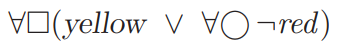 ∀□(yellow ∨ ∀◯ ¬red)